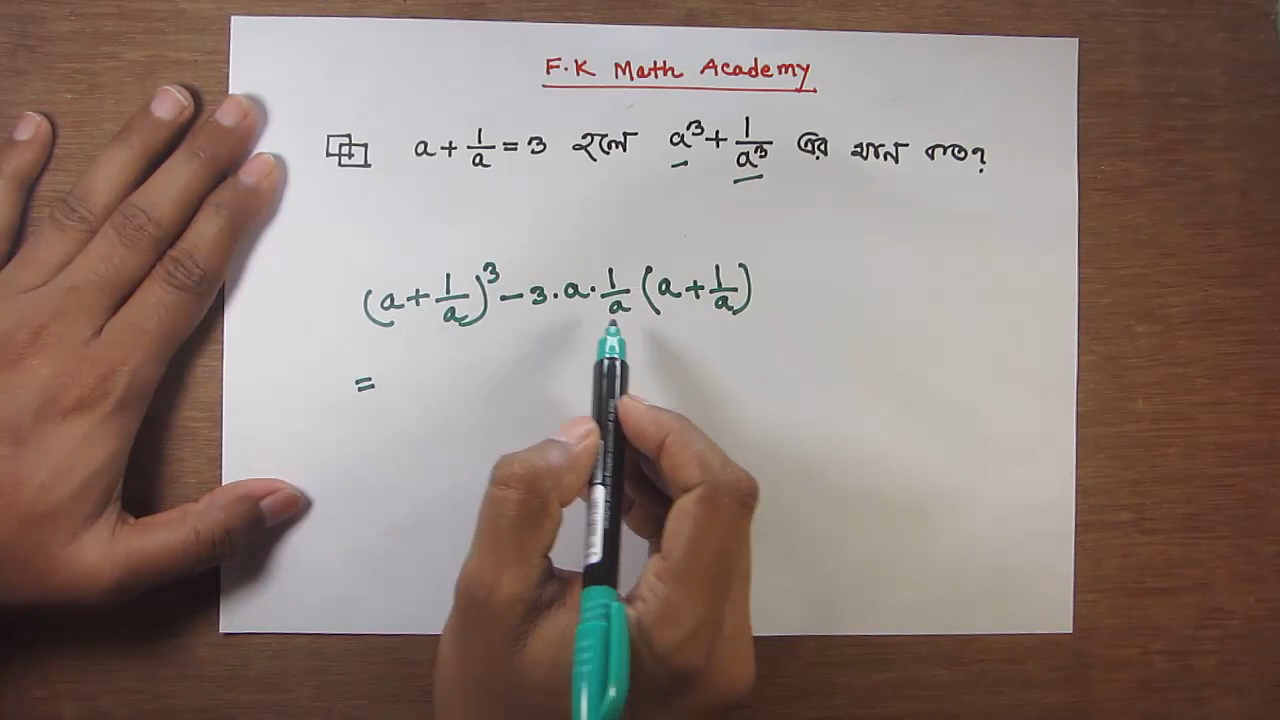 F.K Math Academy
a + 1/a = 3 হলে a³ + 1/a³ এর মান কত?
(a + 1/a)³ - 3 · a · 1/a (a + 1/a)
=